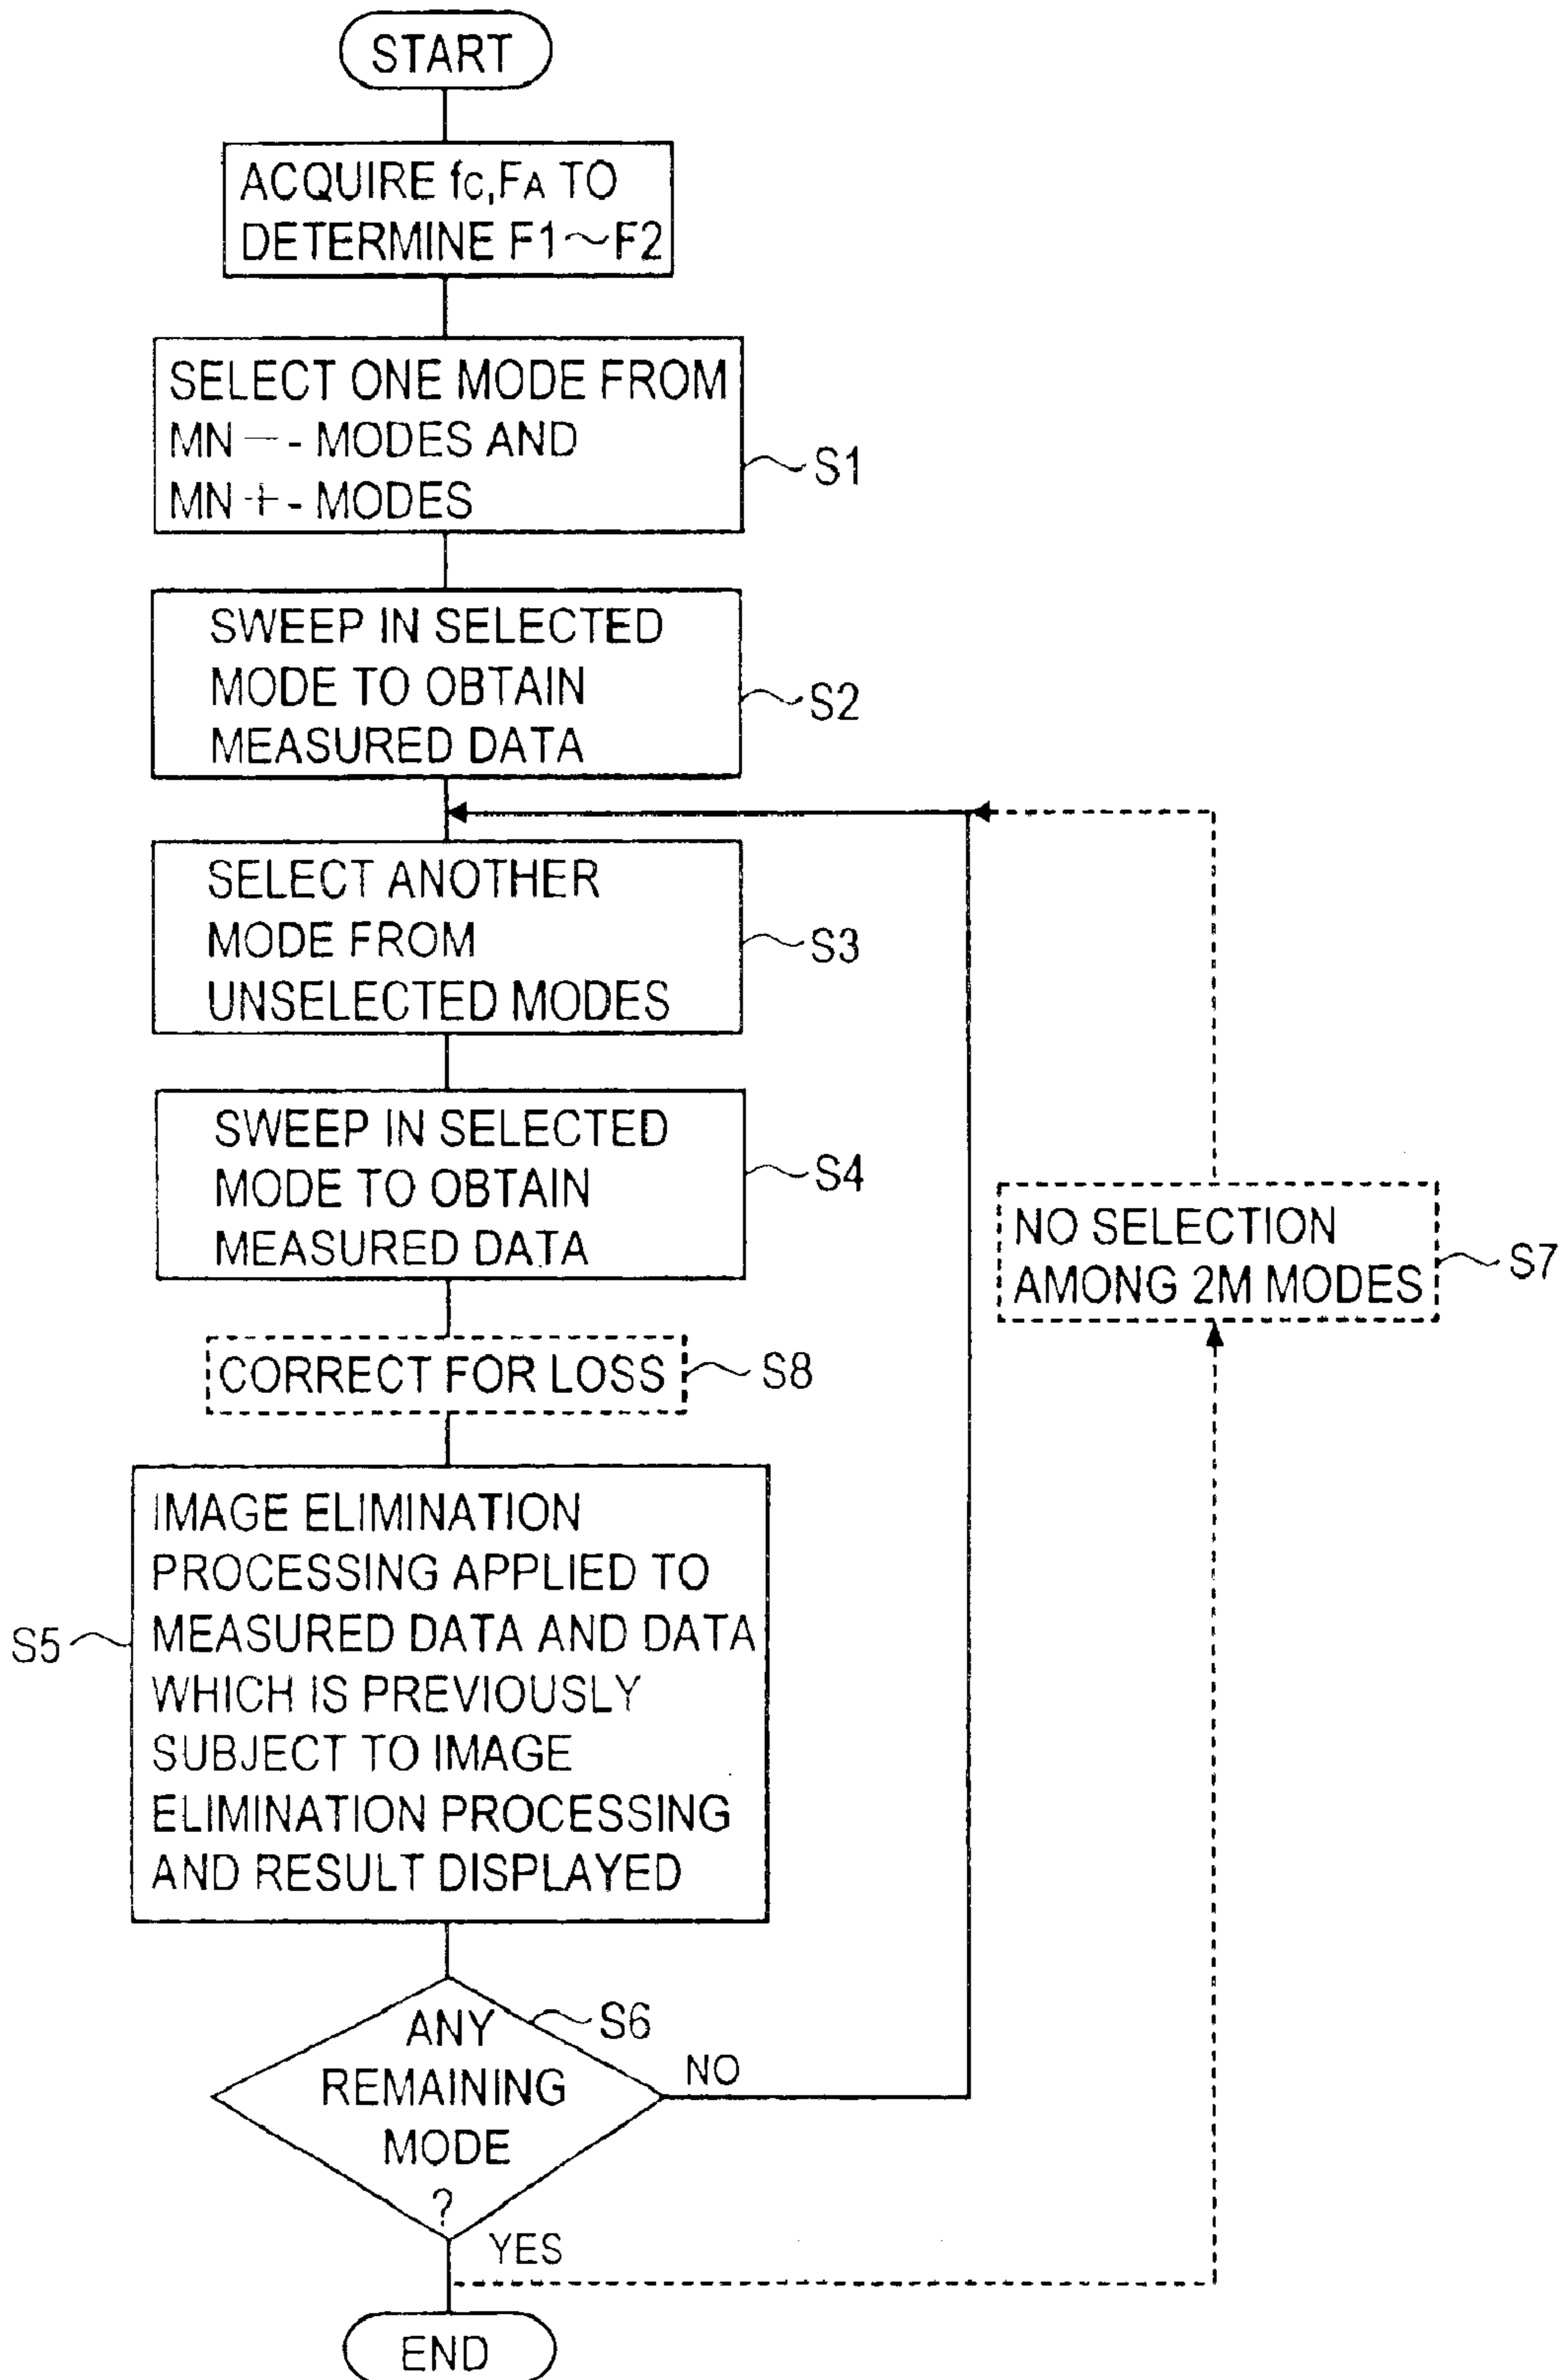 START
ACQUIRE fC,FA TO
DETERMINE F1~F2
SELECT ONE MODE FROM
MN — - MODES AND
MN + - MODES
S1
SWEEP IN SELECTED
MODE TO OBTAIN
MEASURED DATA
S2
SELECT ANOTHER
MODE FROM
UNSELECTED MODES
S3
SWEEP IN SELECTED
MODE TO OBTAIN
MEASURED DATA
S4
NO SELECTION
AMONG 2M MODES
S7
CORRECT FOR LOSS
S8
IMAGE ELIMINATION
PROCESSING APPLIED TO
MEASURED DATA AND DATA
WHICH IS PREVIOUSLY
SUBJECT TO IMAGE
ELIMINATION PROCESSING
AND RESULT DISPLAYED
S5
ANY
REMAINING
MODE
?
S6
NO
YES
END